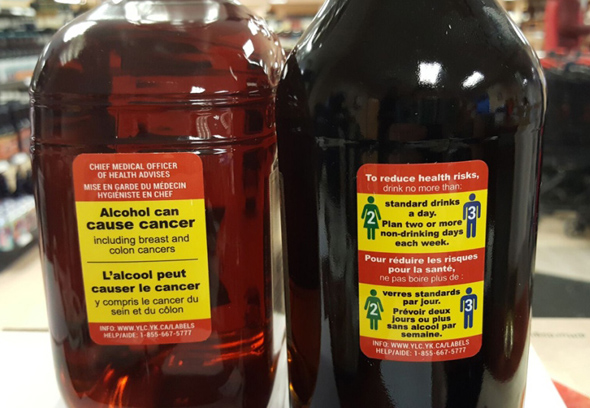 CHIEF MEDICAL OFFICER
OF HEALTH ADVISES
MISE EN GARDE DU MÉDECIN
HYGIÉNISTE EN CHEF
Alcohol can
cause cancer
including breast and
colon cancers
L'alcool peut
causer le cancer
y compris le cancer du
sein et du côlon
INFO: WWW.YLC.YK.CA/LABELS
HELP/AIDE: 1-855-667-5777
To reduce health risks,
drink no more than:
2 standard drinks 3
a day.
Plan two or more
non-drinking days
each week.
Pour réduire les risques
pour la santé,
ne pas boire plus de :
2 verres standards 3
par jour.
Prévoir deux
jours ou plus
sans alcool par
semaine.
INFO: WWW.YLC.YK.CA/LABELS
HELP/AIDE: 1-855-667-5777